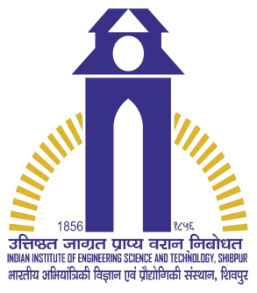 1856 १८५६
उत्तिष्ठत जाग्रत प्राप्य वरान निबोधत
INDIAN INSTITUTE OF ENGINEERING SCIENCE AND TECHNOLOGY, SHIBPUR
भारतीय अभियांत्रिकी विज्ञान एवं प्रौद्योगिकी संस्थान, शिवपुर